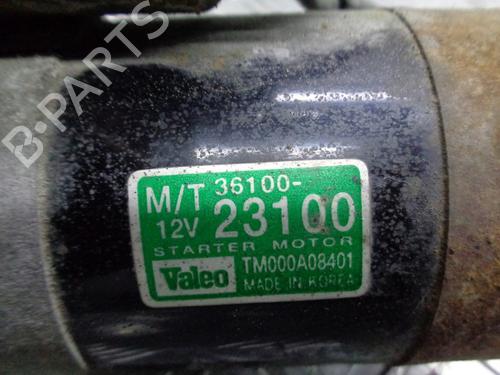 B-PARTS
M/T 36100-
12V 23100
STARTER MOTOR
Valeo TM000A08401
MADE IN KOREA